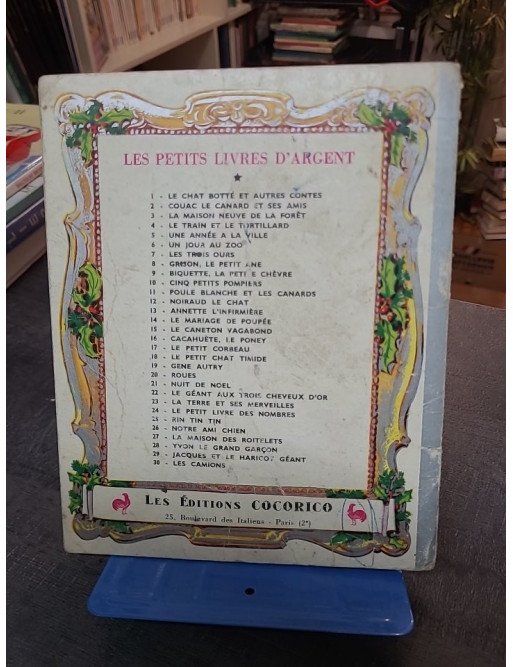 LES PETITS LIVRES D'ARGENT
★
1 - LE CHAT BOTTÉ ET AUTRES CONTES
2 - COUAC LE CANARD ET SES AMIS
3 - LA MAISON NEUVE DE LA FORÊT
4 - LE TRAIN ET LE TORTILLARD
5 - UNE ANNÉE A LA VILLE
6 - UN JOUR AU ZOO
7 - LES TROIS OURS
8 - GRISON, LE PETIT ANE
9 - BIQUETTE, LA PETITE CHÈVRE
10 - CINQ PETITS POMPIERS
11 - POULE BLANCHE ET LES CANARDS
12 - NOIRAUD LE CHAT
13 - ANNETTE L'INFIRMIÈRE
14 - LE MARIAGE DE POUPÉE
15 - LE CANETON VAGABOND
16 - CACAHUÈTE, LE PONEY
17 - LE PETIT CORBEAU
18 - LE PETIT CHAT TIMIDE
19 - GENE AUTRY
20 - ROUES
21 - NUIT DE NOEL
22 - LE GÉANT AUX TROIS CHEVEUX D'OR
23 - LA TERRE ET SES MERVEILLES
24 - LE PETIT LIVRE DES NOMBRES
25 - RIN TIN TIN
26 - NOTRE AMI CHIEN
27 - LA MAISON DES ROITELETS
28 - YVON LE GRAND GARÇON
29 - JACQUES ET LE HARICOT GÉANT
30 - LES CAMIONS
LES ÉDITIONS COCORICO
25, Boulevard des Italiens - Paris (2e)